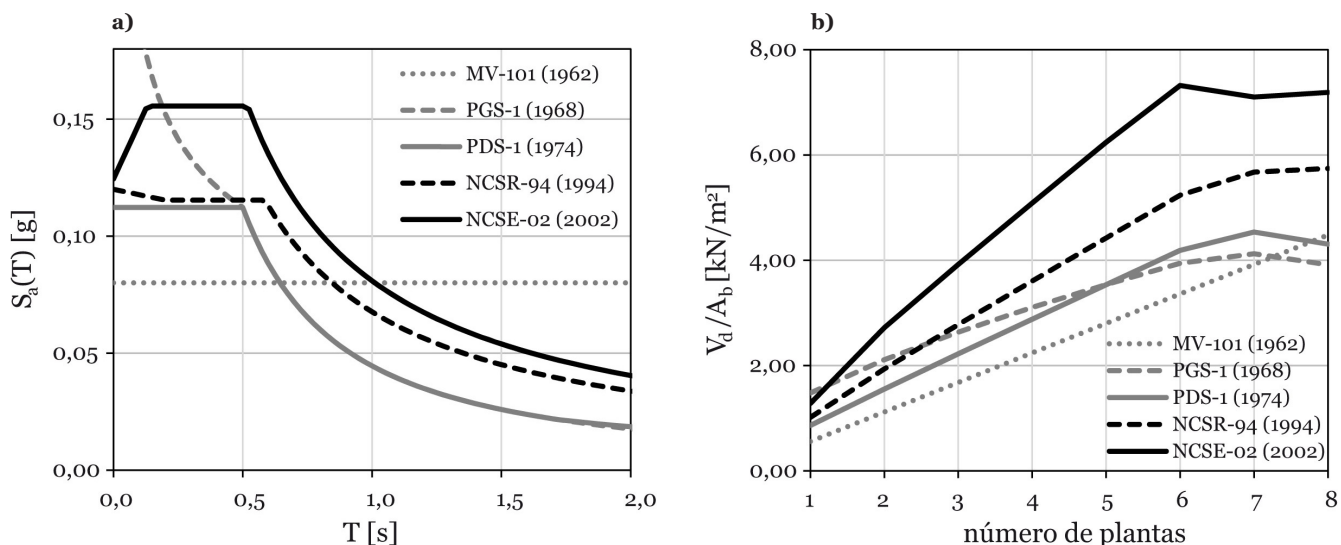 a)
S_a(T) [g]
0,15
0,10
0,05
0,00
0,0
0,5
1,0
1,5
2,0
T [s]
MV-101 (1962)
PGS-1 (1968)
PDS-1 (1974)
NCSR-94 (1994)
NCSE-02 (2002)
b)
V_d/A_b [kN/m²]
8,00
6,00
4,00
2,00
0,00
1
2
3
4
5
6
7
8
número de plantas
MV-101 (1962)
PGS-1 (1968)
PDS-1 (1974)
NCSR-94 (1994)
NCSE-02 (2002)